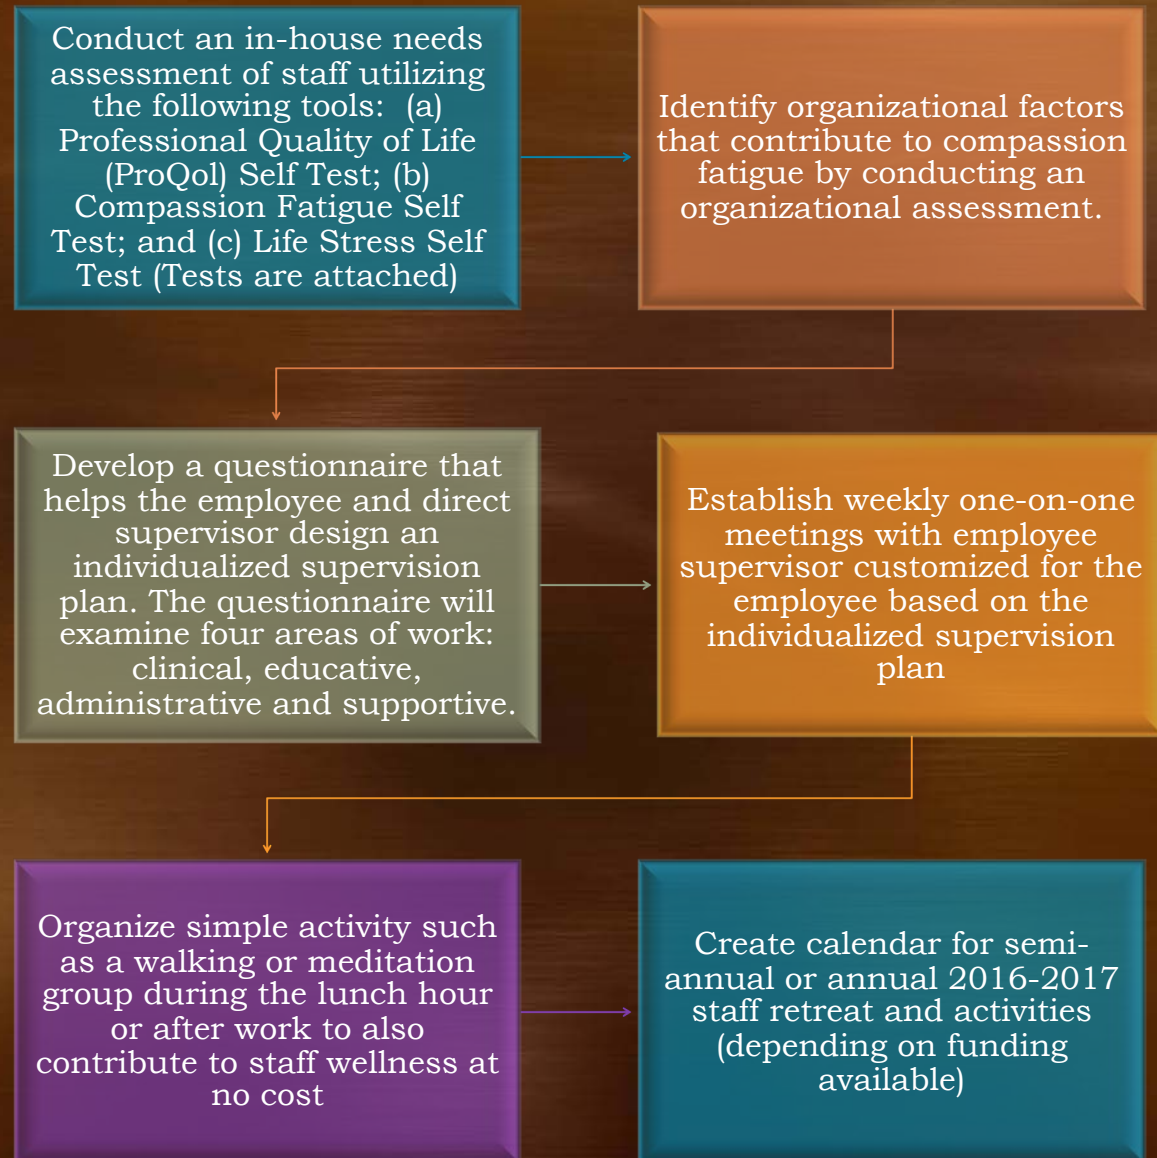 Conduct an in-house needs
assessment of staff utilizing
the following tools: (a)
Professional Quality of Life
(ProQol) Self Test; (b)
Compassion Fatigue Self
Test; and (c) Life Stress Self
Test (Tests are attached)
Identify organizational factors
that contribute to compassion
fatigue by conducting an
organizational assessment.
Develop a questionnaire that
helps the employee and direct
supervisor design an
individualized supervision
plan. The questionnaire will
examine four areas of work:
clinical, educative,
administrative and supportive.
Establish weekly one-on-one
meetings with employee
supervisor customized for the
employee based on the
individualized supervision
plan
Organize simple activity such
as a walking or meditation
group during the lunch hour
or after work to also
contribute to staff wellness at
no cost
Create calendar for semi-
annual or annual 2016-2017
staff retreat and activities
(depending on funding
available)